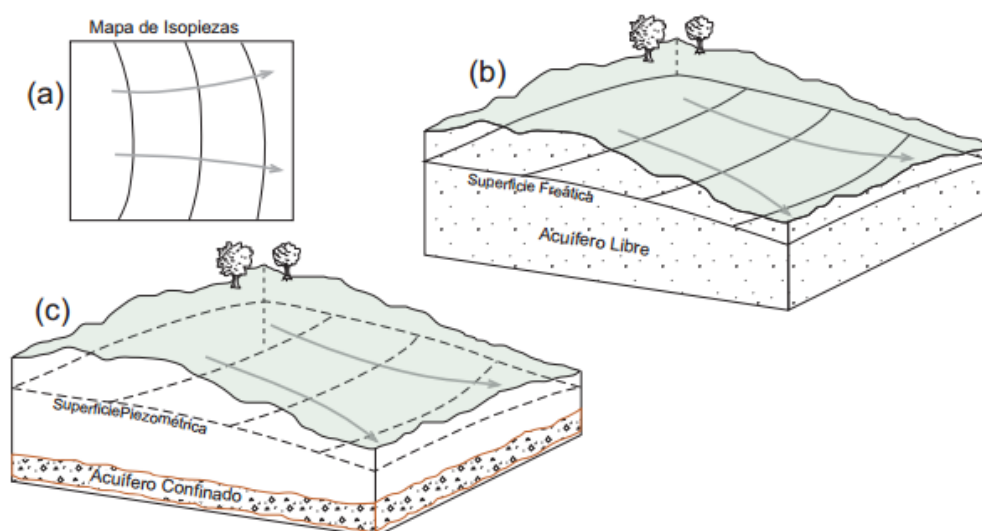 Mapa de Isopiezas
(a)
(b)
Superficie Freática
Acuífero Libre
(c)
SuperficiePiezométrica
Acuífero Confinado